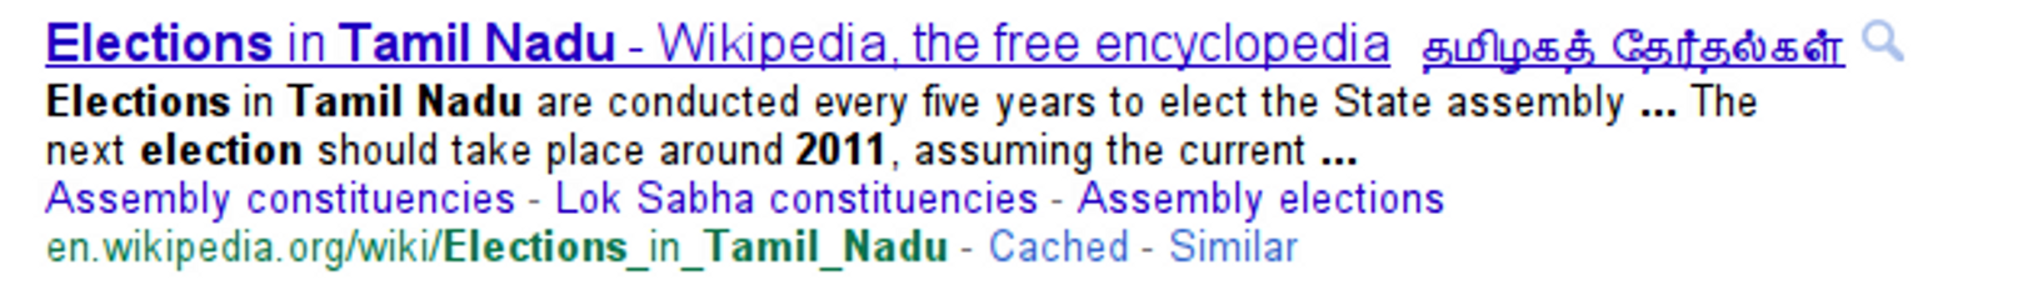 Elections in Tamil Nadu - Wikipedia, the free encyclopedia தமிழகத் தேர்தல்கள்
Elections in Tamil Nadu are conducted every five years to elect the State assembly ... The
next election should take place around 2011, assuming the current ...
Assembly constituencies - Lok Sabha constituencies - Assembly elections
en.wikipedia.org/wiki/Elections_in_Tamil_Nadu - Cached - Similar